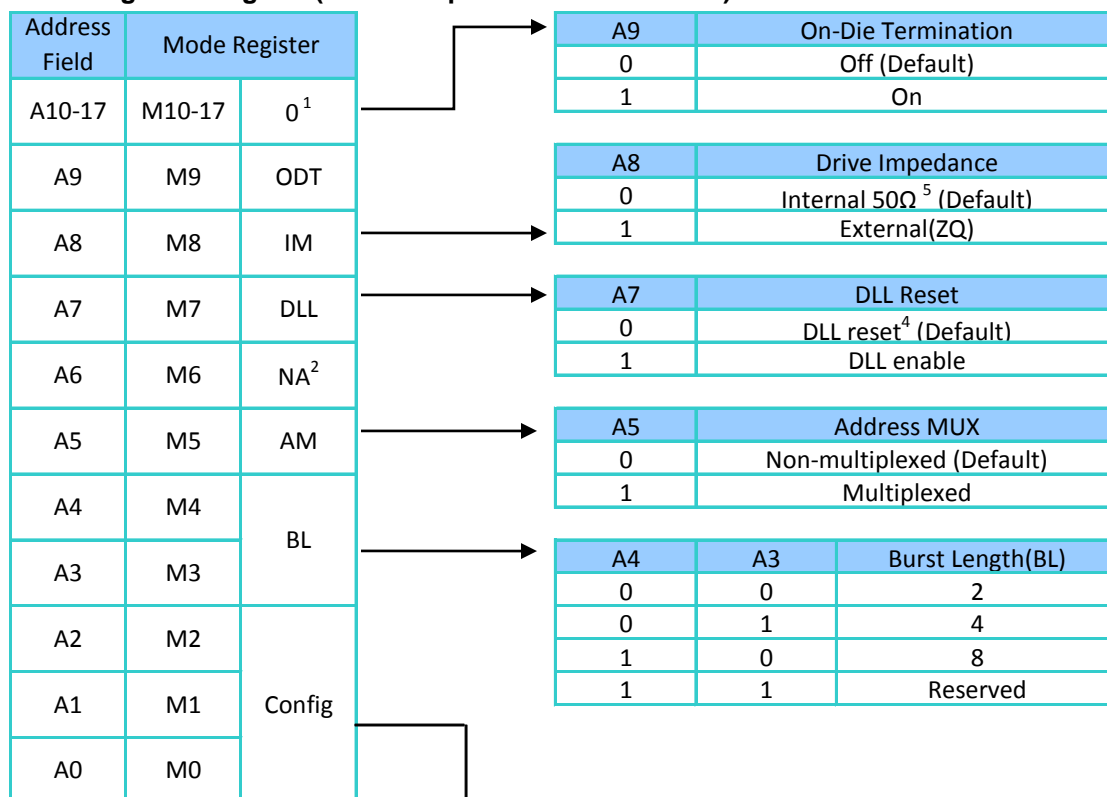 Address Field Mode Register
A10-17 M10-17 0¹
A9 M9 ODT
A8 M8 IM
A7 M7 DLL
A6 M6 NA²
A5 M5 AM
A4 M4
BL
A3 M3
A2 M2
A1 M1 Config
A0 M0
A9 On-Die Termination
0 Off (Default)
1 On
A8 Drive Impedance
0 Internal 50Ω ⁵ (Default)
1 External(ZQ)
A7 DLL Reset
0 DLL reset⁴ (Default)
1 DLL enable
A5 Address MUX
0 Non-multiplexed (Default)
1 Multiplexed
A4 A3 Burst Length(BL)
0 0 2
0 1 4
1 0 8
1 1 Reserved